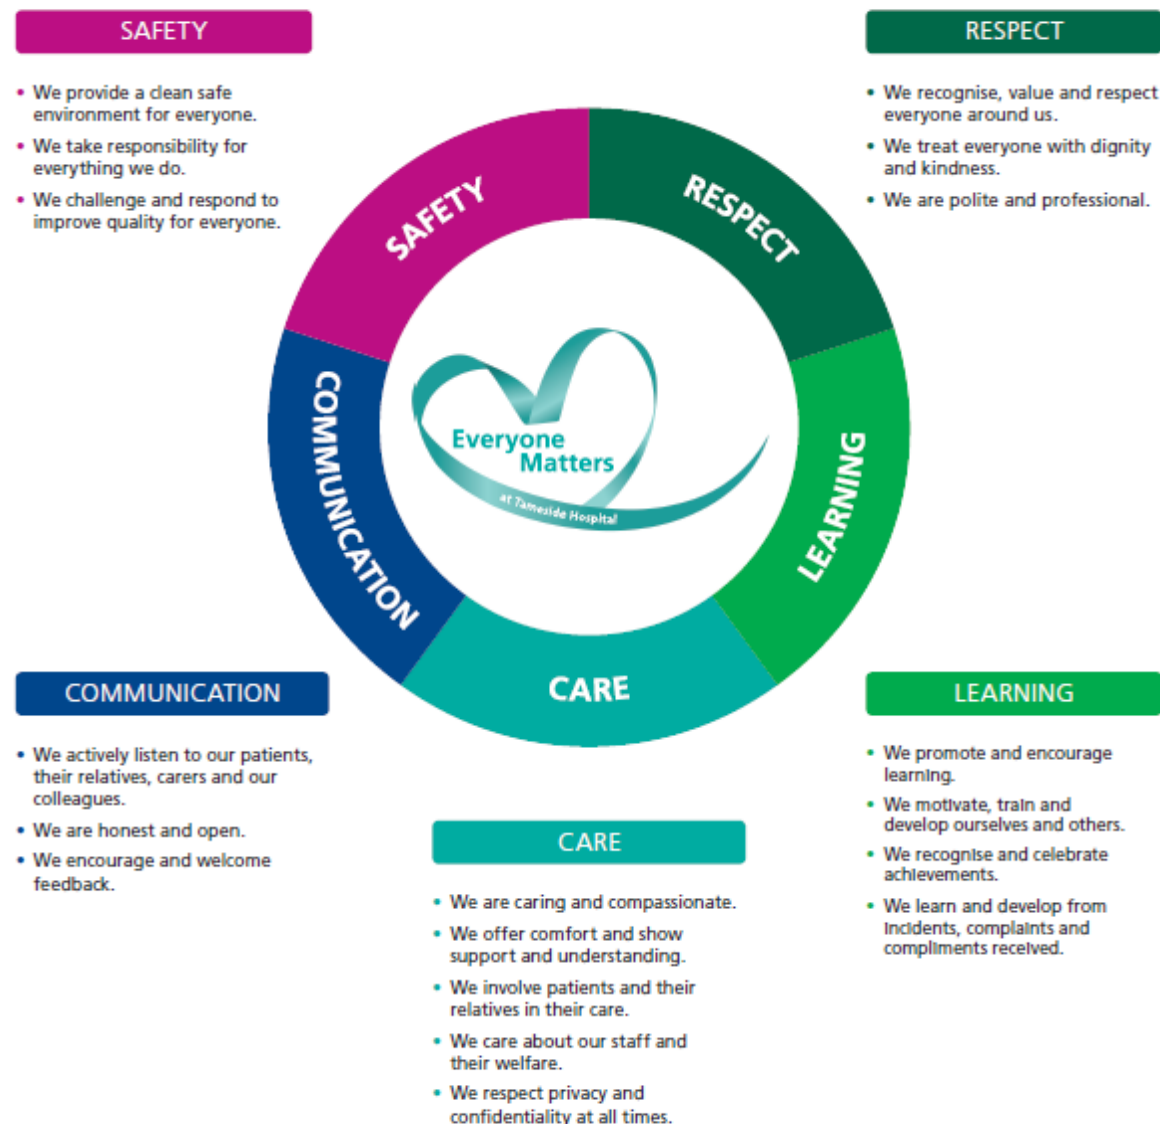 SAFETY
• We provide a clean safe
environment for everyone.
• We take responsibility for
everything we do.
• We challenge and respond to
improve quality for everyone.
RESPECT
• We recognise, value and respect
everyone around us.
• We treat everyone with dignity
and kindness.
• We are polite and professional.
SAFETY
RESPECT
COMMUNICATION
LEARNING
CARE
Everyone
Matters
at Tameside Hospital
COMMUNICATION
• We actively listen to our patients,
their relatives, carers and our
colleagues.
• We are honest and open.
• We encourage and welcome
feedback.
CARE
• We are caring and compassionate.
• We offer comfort and show
support and understanding.
• We involve patients and their
relatives in their care.
• We care about our staff and
their welfare.
• We respect privacy and
confidentiality at all times.
LEARNING
• We promote and encourage
learning.
• We motivate, train and
develop ourselves and others.
• We recognise and celebrate
achievements.
• We learn and develop from
incidents, complaints and
compliments received.